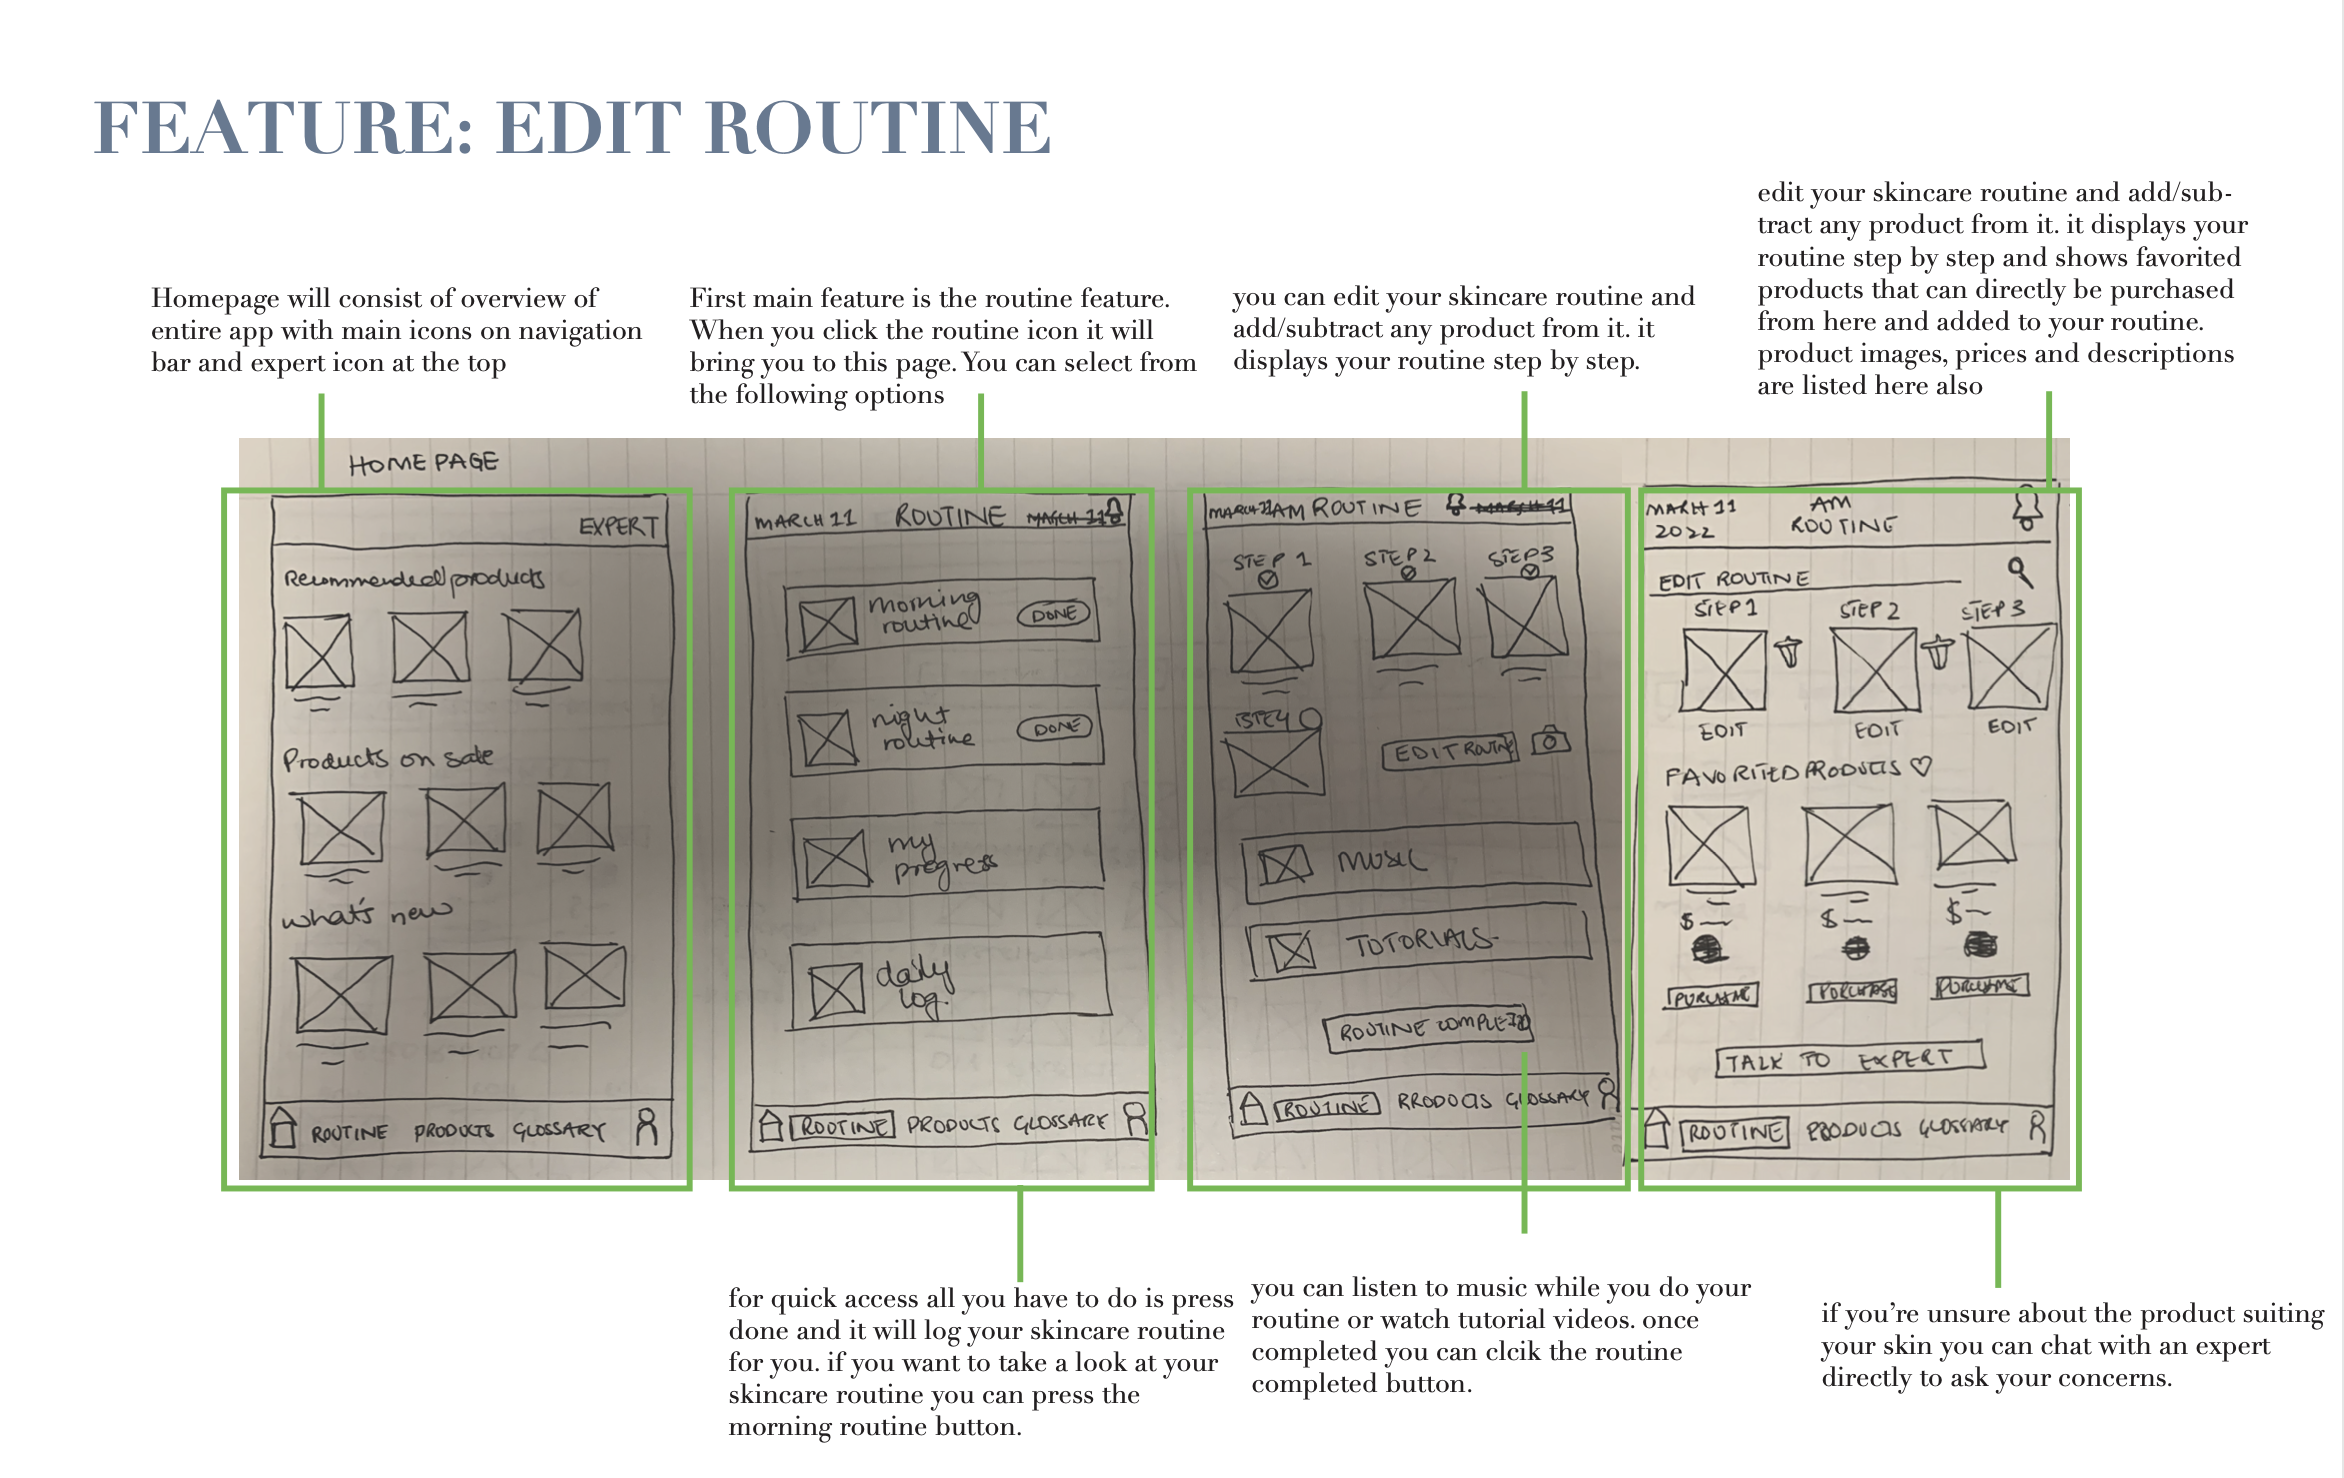 FEATURE: EDIT ROUTINE
Homepage will consist of overview of
entire app with main icons on navigation
bar and expert icon at the top
First main feature is the routine feature.
When you click the routine icon it will
bring you to this page. You can select from
the following options
you can edit your skincare routine and
add/subtract any product from it. it
displays your routine step by step.
edit your skincare routine and add/sub-
tract any product from it. it displays your
routine step by step and shows favorited
products that can directly be purchased
from here and added to your routine.
product images, prices and descriptions
are listed here also
HOME PAGE
EXPERT
Recommended products
Products on sale
what's new
ROUTINE PRODUCTS GLOSSARY
MARCH 11 ROUTINE MARCH 11
morning
routine
DONE
night
routine
DONE
my
progress
daily
log.
ROUTINE PRODUCTS GLOSSARY
MARCH 11 AM ROUTINE MARCH 11
STEP 1 STEP 2 STEP 3
EDIT ROUTINE
MUSIC
TUTORIALS
ROUTINE COMPLETED
ROUTINE PRODUCTS GLOSSARY
MARCH 11
2022
AM
ROUTINE
EDIT ROUTINE
STEP 1 STEP 2 STEP 3
EDIT EDIT EDIT
FAVORITED PRODUCTS
$ $ $
PURCHASE PURCHASE PURCHASE
TALK TO EXPERT
ROUTINE PRODUCTS GLOSSARY
for quick access all you have to do is press
done and it will log your skincare routine
for you. if you want to take a look at your
skincare routine you can press the
morning routine button.
you can listen to music while you do your
routine or watch tutorial videos. once
completed you can clcik the routine
completed button.
if you're unsure about the product suiting
your skin you can chat with an expert
directly to ask your concerns.